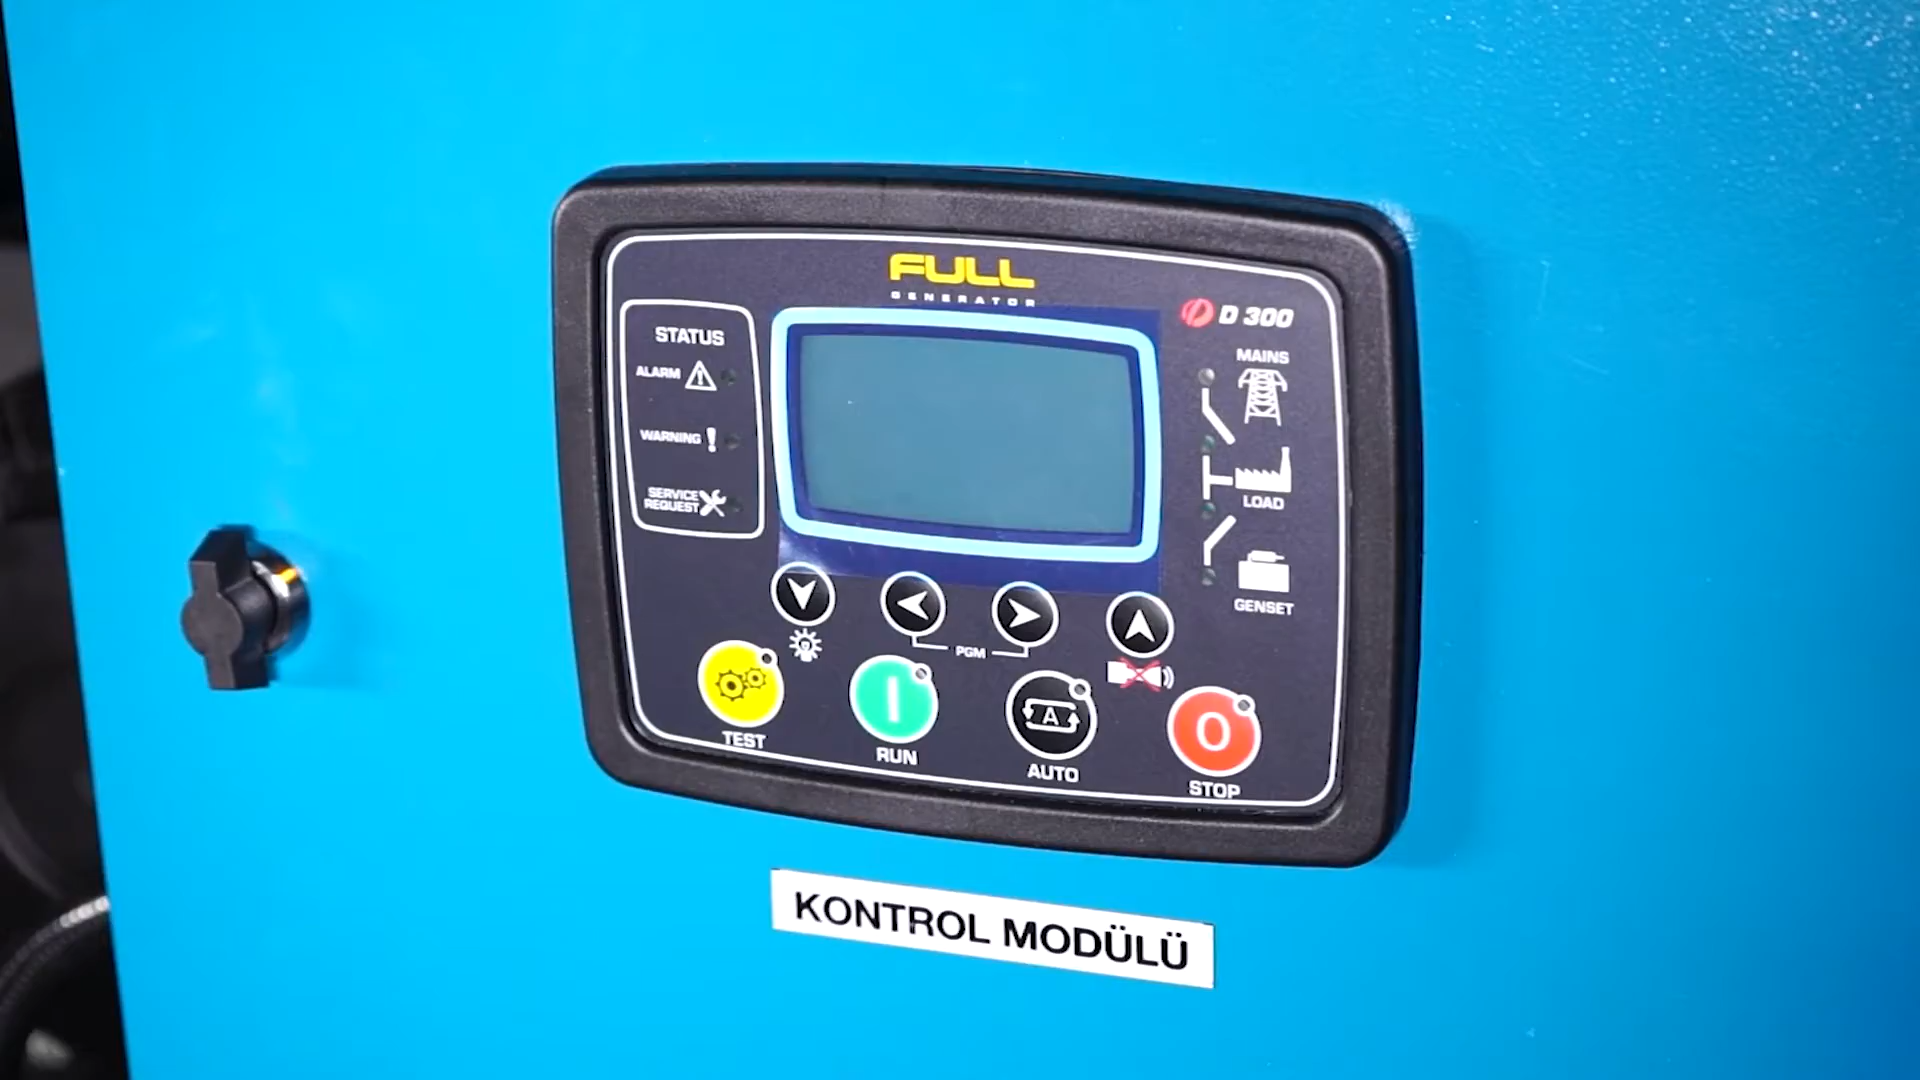 FULL
GENERATOR
D 300
STATUS
ALARM
WARNING
SERVICE
REQUEST
MAINS
LOAD
GENSET
PGM
TEST
RUN
A
AUTO
STOP
KONTROL MODÜLÜ